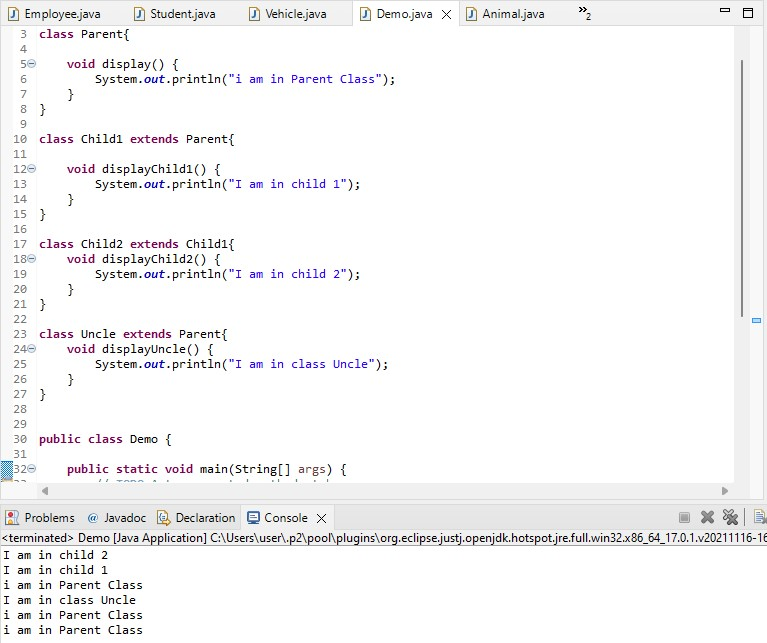 Employee.java Student.java Vehicle.java Demo.java Animal.java »2
3 class Parent{
4
5 void display() {
6 System.out.println("i am in Parent Class");
7 }
8 }
9
10 class Child1 extends Parent{
11
12 void displayChild1() {
13 System.out.println("I am in child 1");
14 }
15 }
16
17 class Child2 extends Child1{
18 void displayChild2() {
19 System.out.println("I am in child 2");
20 }
21 }
22
23 class Uncle extends Parent{
24 void displayUncle() {
25 System.out.println("I am in class Uncle");
26 }
27 }
28
29
30 public class Demo {
31
32 public static void main(String[] args) {
Problems @ Javadoc Declaration Console
<terminated> Demo [Java Application] C:\Users\user\.p2\pool\plugins\org.eclipse.justj.openjdk.hotspot.jre.full.win32.x86_64_17.0.1.v20211116-16
I am in child 2
I am in child 1
i am in Parent Class
I am in class Uncle
i am in Parent Class
i am in Parent Class